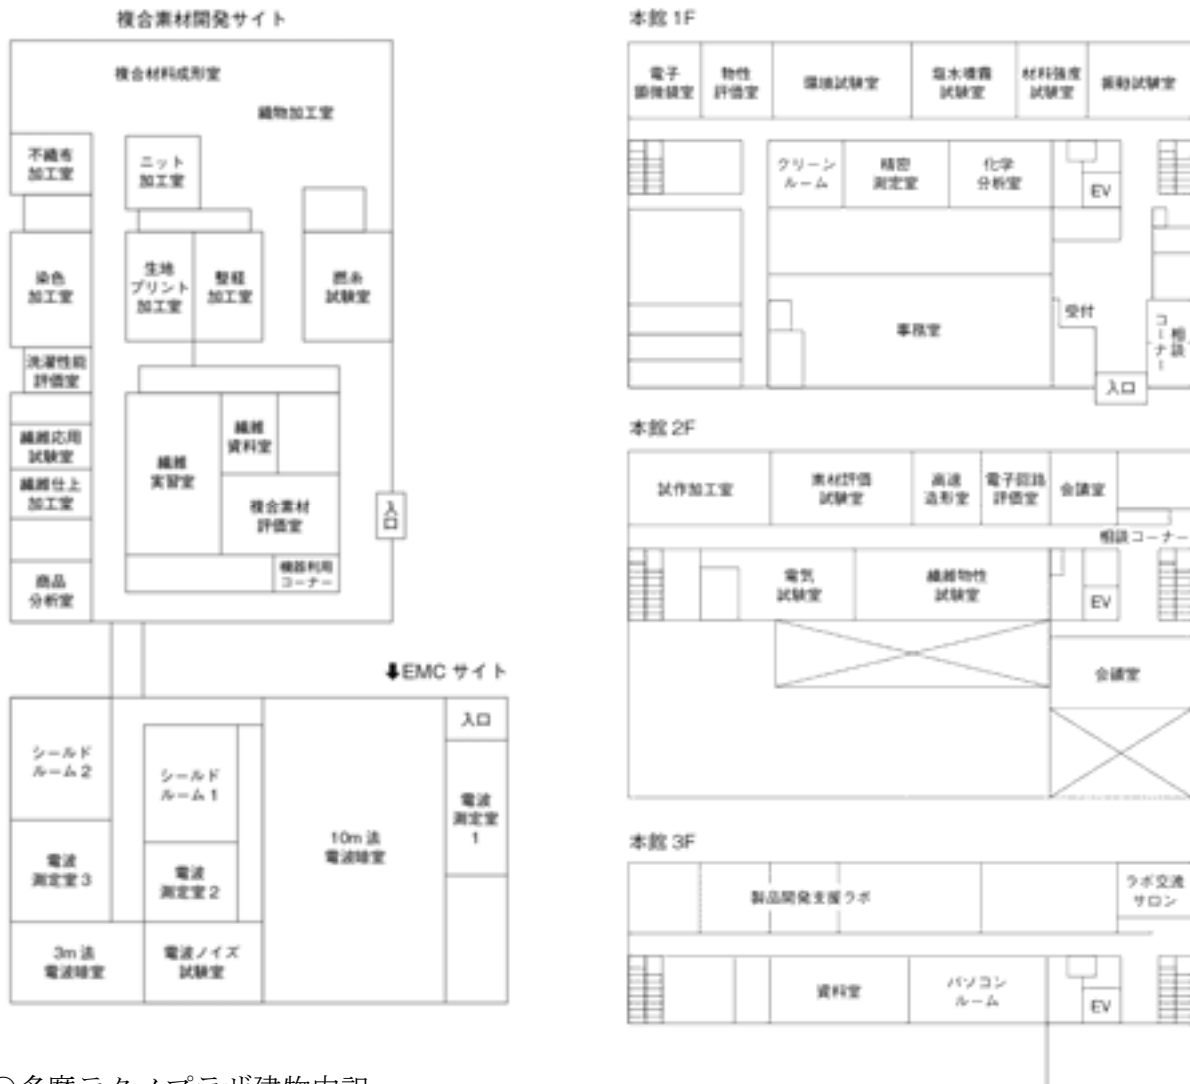 複合素材開発サイト
複合材料成形室
織物加工室
不織布
加工室
ニット
加工室
染色
加工室
生地
プリント
加工室
整経
加工室
撚糸
試験室
洗濯性能
評価室
繊維応用
試験室
繊維仕上
加工室
商品
分析室
繊維
実習室
繊維
資料室
複合素材
評価室
機器利用
コーナー
入口
EMC サイト
シールド
ルーム 2
シールド
ルーム 1
電波
測定室 3
電波
測定室 2
3m 法
電波暗室
電波ノイズ
試験室
10m 法
電波暗室
入口
電波
測定室
1
本館 1F
電子
顕微鏡室
物性
評価室
環境試験室
塩水噴霧
試験室
材料強度
試験室
振動試験室
クリーン
ルーム
精密
測定室
化学
分析室
EV
事務室
受付
相談
コーナー
入口
本館 2F
試作加工室
素材評価
試験室
高速
造形室
電子回路
評価室
会議室
相談コーナー
電気
試験室
繊維物性
試験室
EV
会議室
本館 3F
製品開発支援ラボ
ラボ交流
サロン
資料室
パソコン
ルーム
EV